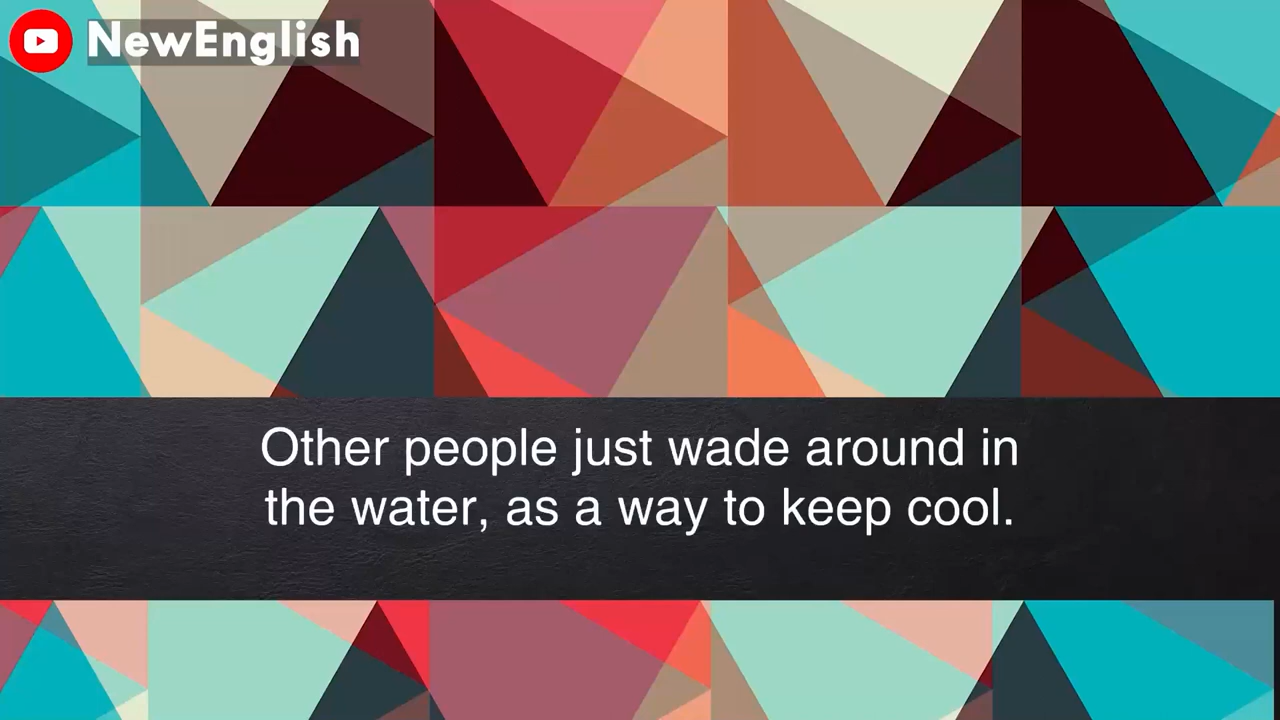 NewEnglish
Other people just wade around in
the water, as a way to keep cool.